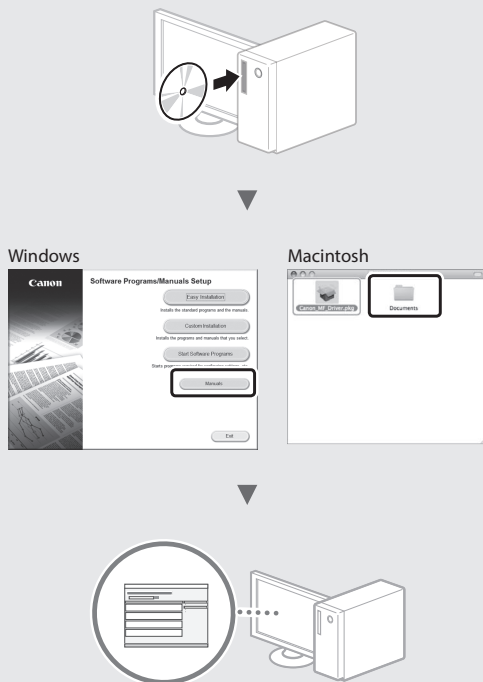 Windows
Canon
Software Programs/Manuals Setup
Easy Installation
Installs the standard programs and the manuals.
Custom Installation
Installs the programs and manuals that you select.
Start Software Programs
Manuals
Exit
Macintosh
Canon_MF_Driver.pkg
Documents